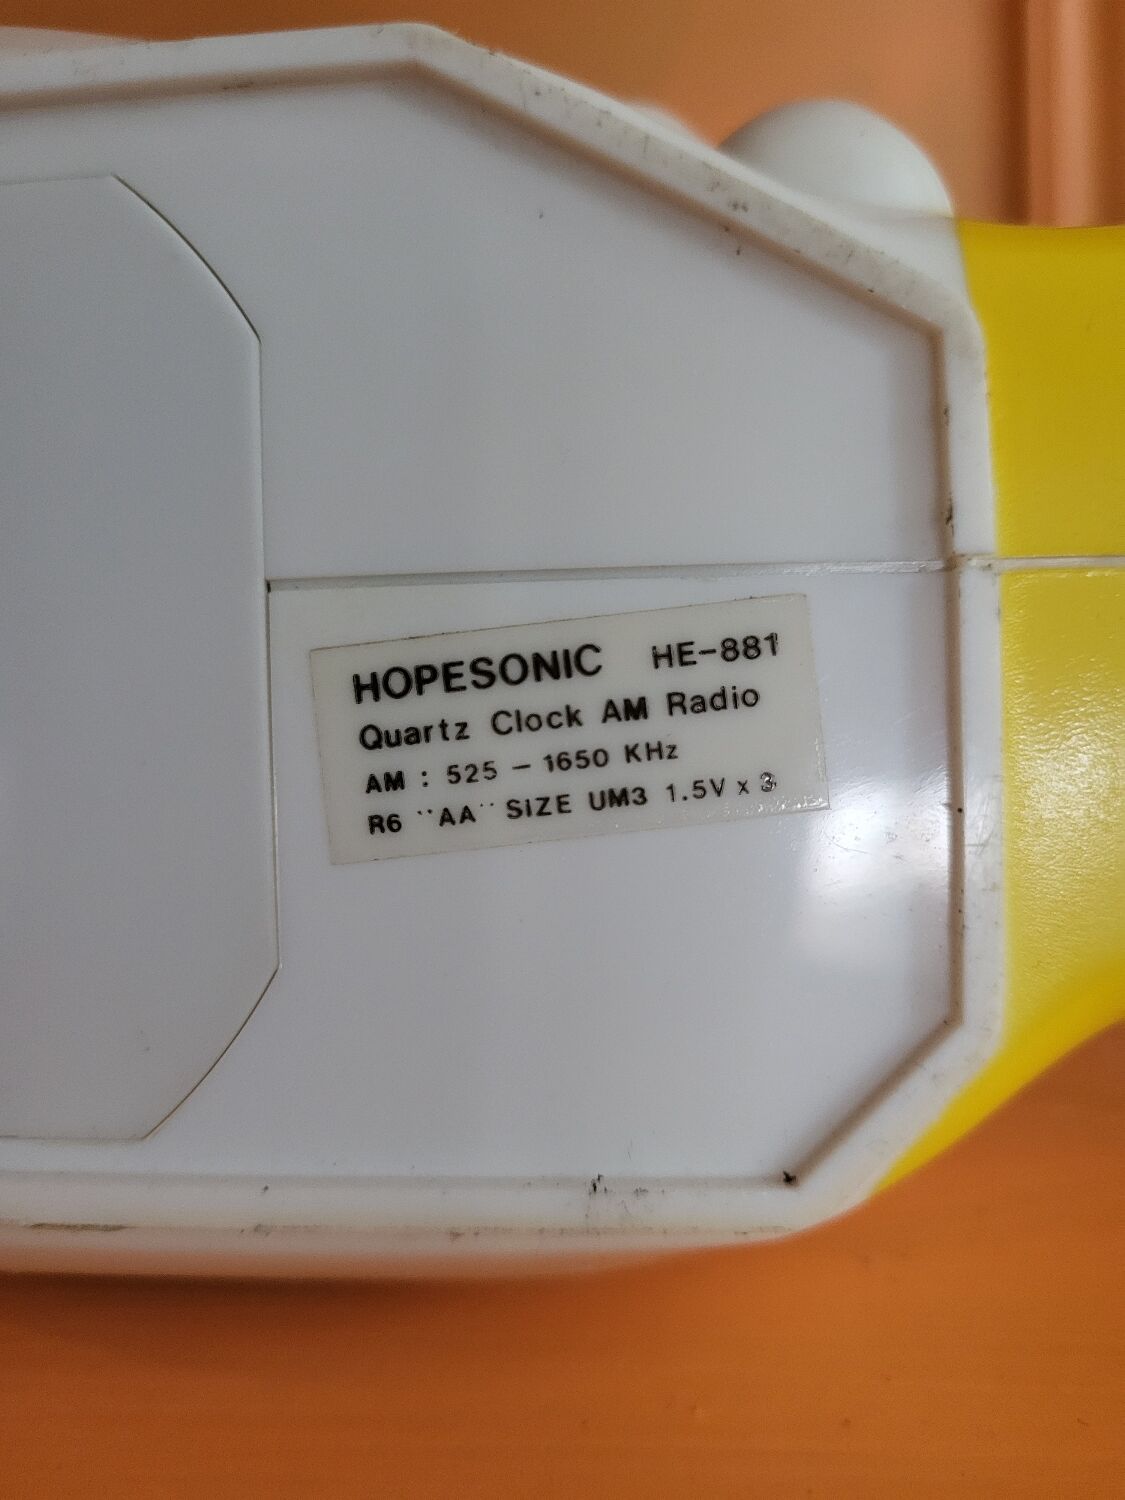 HOPESONIC HE-881
Quartz Clock AM Radio
AM : 525 - 1650 KHz
R6 "AA" SiZE UM3 1.5V x 3